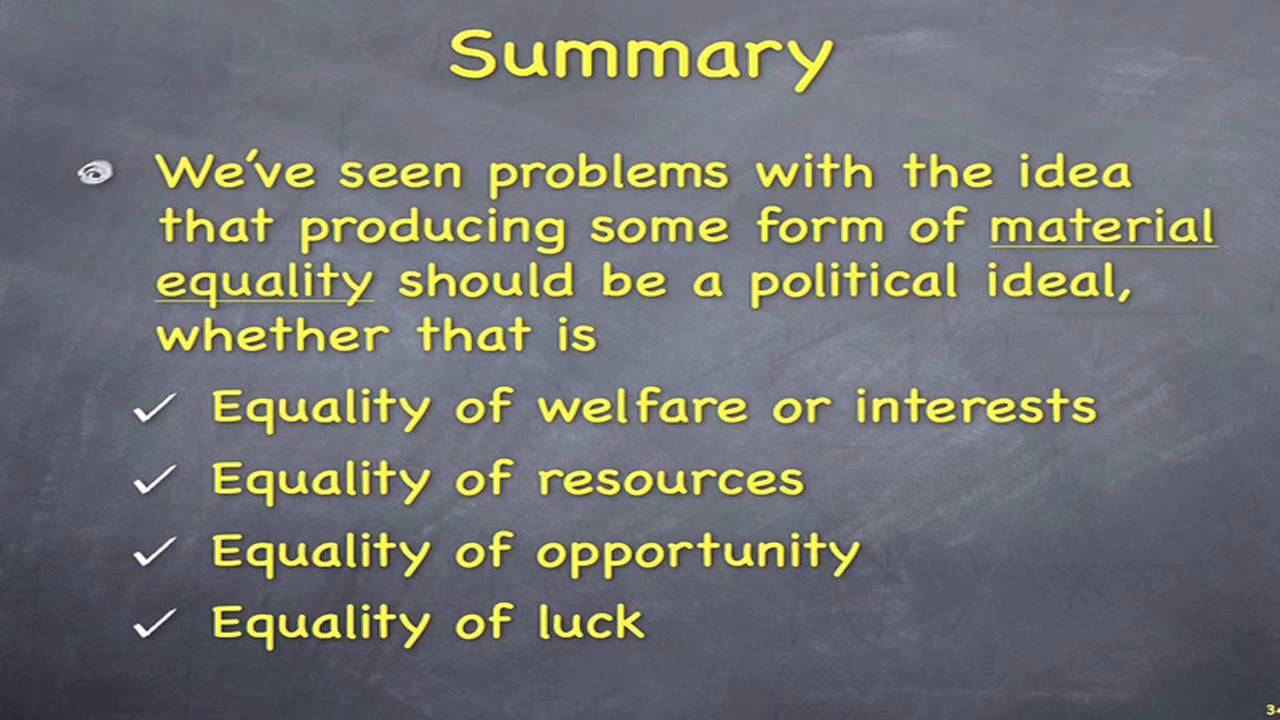 Summary
We've seen problems with the idea
that producing some form of material
equality should be a political ideal,
whether that is
Equality of welfare or interests
Equality of resources
Equality of opportunity
Equality of luck